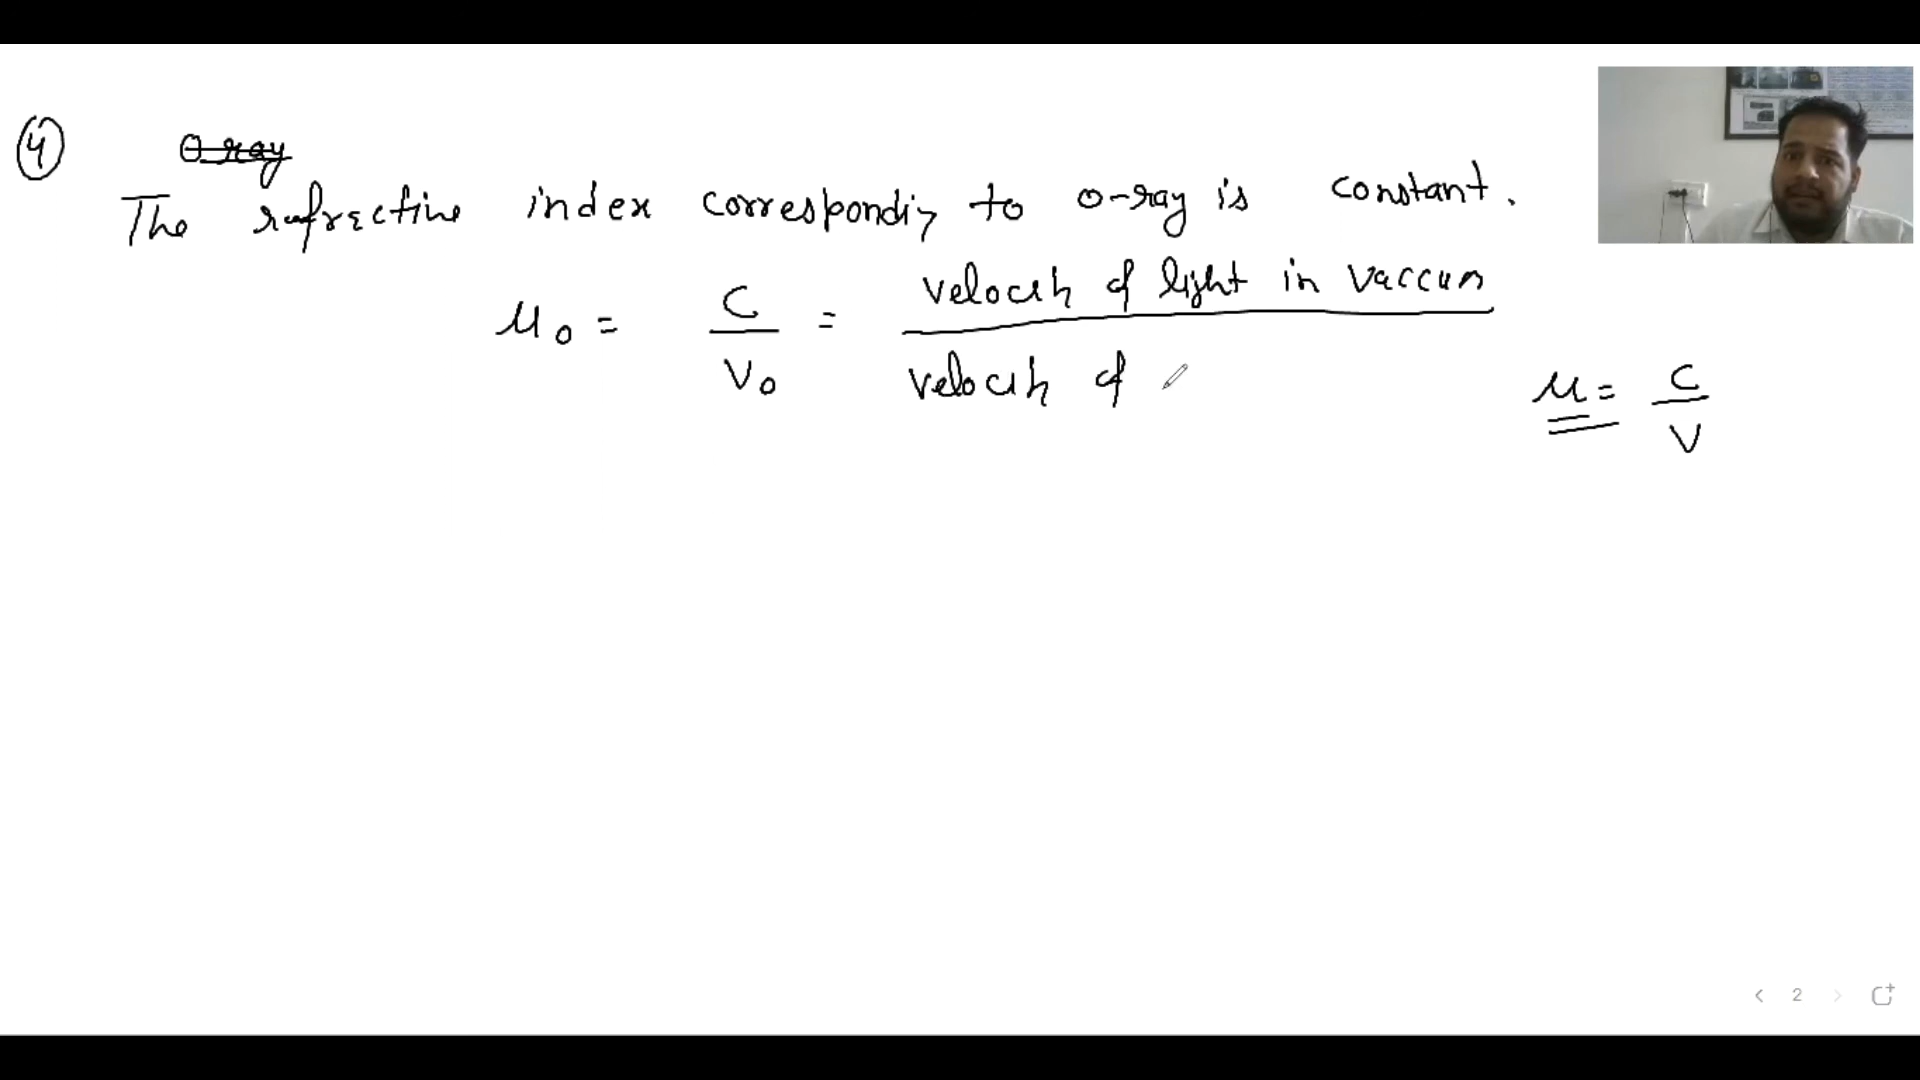 ④ O-ray
The refractive index corresponding to o-ray is constant.
μ₀ = C / V₀ = velocity of light in vaccum / velocity of
μ = C / V
2